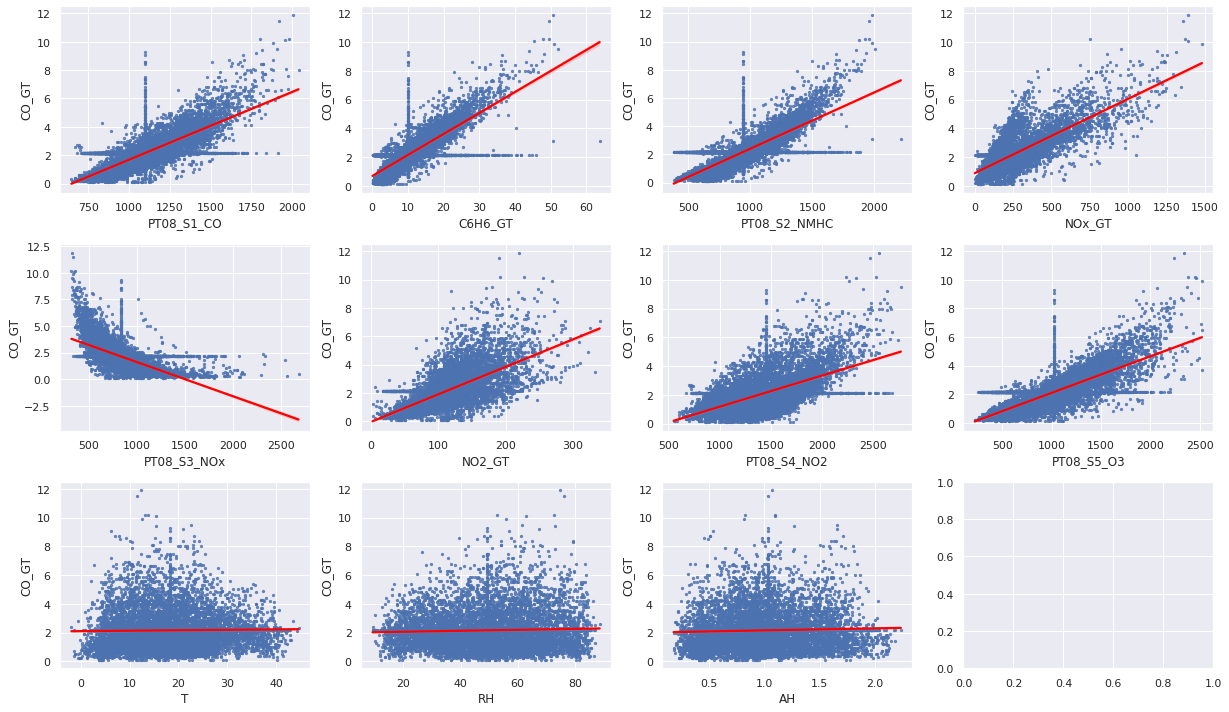 12
10
8
6
4
2
0
CO_GT
750 1000 1250 1500 1750 2000
PT08_S1_CO
12
10
8
6
4
2
0
CO_GT
0 10 20 30 40 50 60
C6H6_GT
12
10
8
6
4
2
0
CO_GT
400 1000 1500 2000
PT08_S2_NMHC
12
10
8
6
4
2
0
CO_GT
0 250 500 750 1000 1250 1500
NOx_GT
12.5
10.0
7.5
5.0
2.5
0.0
−2.5
CO_GT
500 1000 1500 2000 2500
PT08_S3_NOx
12
10
8
6
4
2
0
CO_GT
0 100 200 300
NO2_GT
12
10
8
6
4
2
0
CO_GT
500 1000 1500 2000 2500
PT08_S4_NO2
12
10
8
6
4
2
0
CO_GT
500 1000 1500 2000 2500
PT08_S5_O3
12
10
8
6
4
2
0
CO_GT
0 10 20 30 40
T
12
10
8
6
4
2
0
CO_GT
20 40 60 80
RH
12
10
8
6
4
2
0
CO_GT
0.5 1.0 1.5 2.0
AH
1.0
0.8
0.6
0.4
0.2
0.0
0.0 0.2 0.4 0.6 0.8 1.0